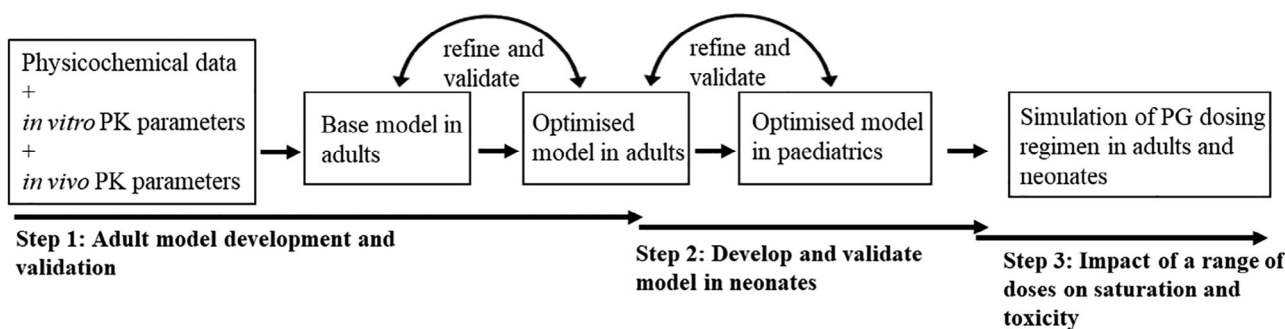 Physicochemical data
+
in vitro PK parameters
+
in vivo PK parameters
Base model in
adults
refine and
validate
Optimised
model in adults
refine and
validate
Optimised model
in paediatrics
Simulation of PG dosing
regimen in adults and
neonates
Step 1: Adult model development and
validation
Step 2: Develop and validate
model in neonates
Step 3: Impact of a range of
doses on saturation and
toxicity